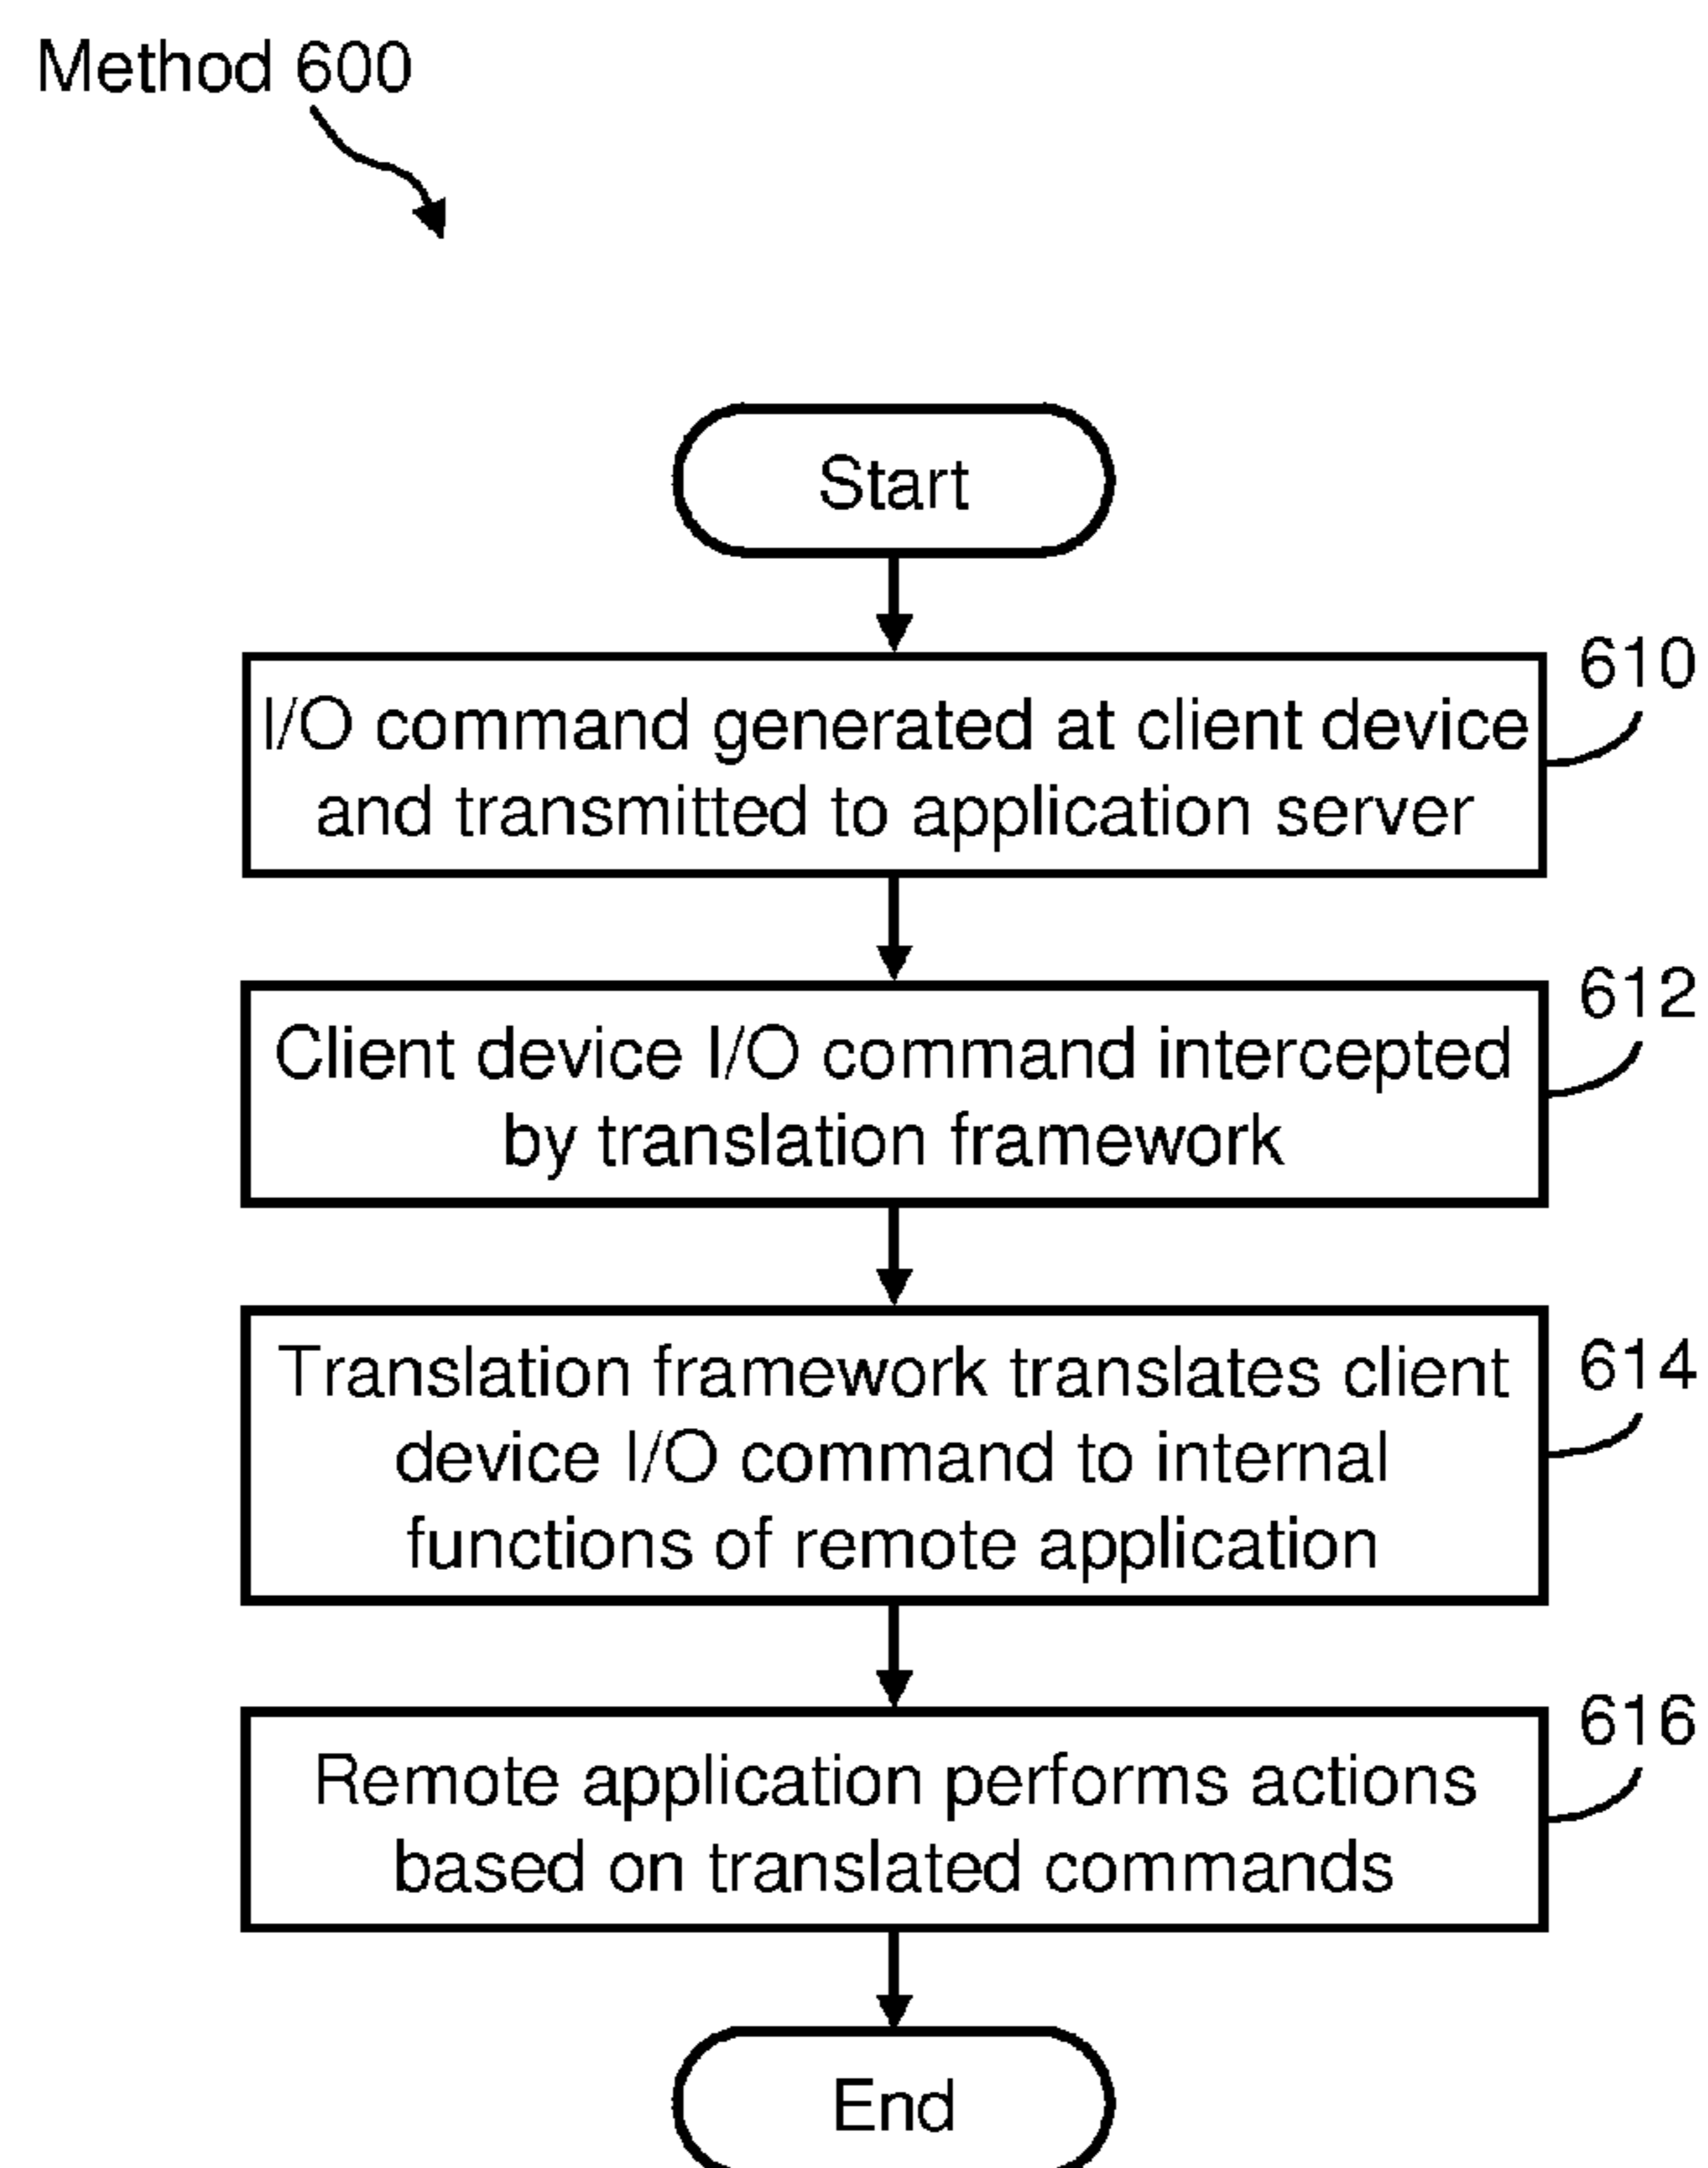 Method 600
Start
610
I/O command generated at client device
and transmitted to application server
612
Client device I/O command intercepted
by translation framework
614
Translation framework translates client
device I/O command to internal
functions of remote application
616
Remote application performs actions
based on translated commands
End